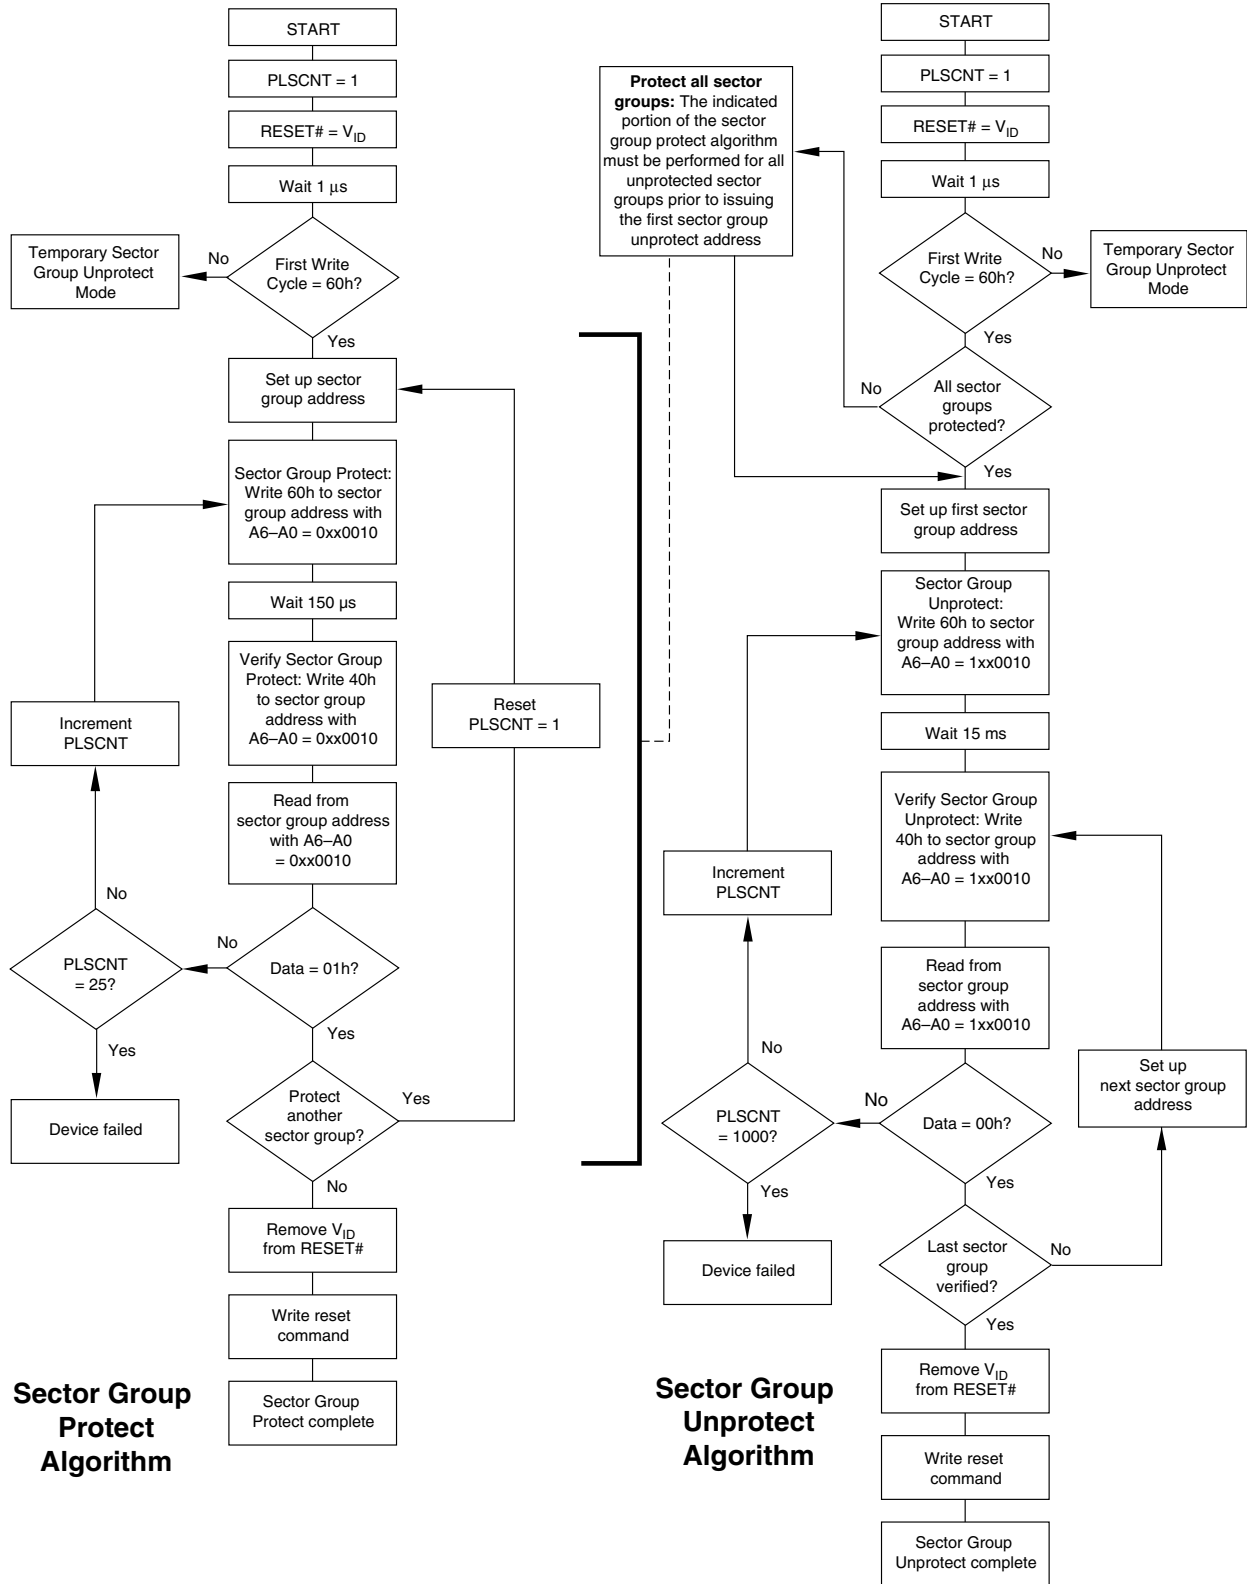 START
PLSCNT = 1
RESET# = VID
Wait 1 μs
First Write
Cycle = 60h?
No
Temporary Sector
Group Unprotect
Mode
Yes
Set up sector
group address
Sector Group Protect:
Write 60h to sector
group address with
A6–A0 = 0xx0010
Wait 150 µs
Verify Sector Group
Protect: Write 40h
to sector group
address with
A6–A0 = 0xx0010
Read from
sector group address
with A6–A0
= 0xx0010
Data = 01h?
No
PLSCNT
= 25?
No
Increment
PLSCNT
Yes
Device failed
Yes
Protect
another
sector group?
Yes
Reset
PLSCNT = 1
No
Remove VID
from RESET#
Write reset
command
Sector Group
Protect complete
Sector Group
Protect
Algorithm
Protect all sector
groups: The indicated
portion of the sector
group protect algorithm
must be performed for all
unprotected sector
groups prior to issuing
the first sector group
unprotect address
START
PLSCNT = 1
RESET# = VID
Wait 1 μs
First Write
Cycle = 60h?
No
Temporary Sector
Group Unprotect
Mode
Yes
All sector
groups
protected?
No
Yes
Set up first sector
group address
Sector Group
Unprotect:
Write 60h to sector
group address with
A6–A0 = 1xx0010
Wait 15 ms
Verify Sector Group
Unprotect: Write
40h to sector group
address with
A6–A0 = 1xx0010
Read from
sector group
address with
A6–A0 = 1xx0010
Data = 00h?
No
PLSCNT
= 1000?
No
Increment
PLSCNT
Yes
Device failed
Yes
Last sector
group
verified?
No
Set up
next sector group
address
Yes
Remove VID
from RESET#
Write reset
command
Sector Group
Unprotect complete
Sector Group
Unprotect
Algorithm